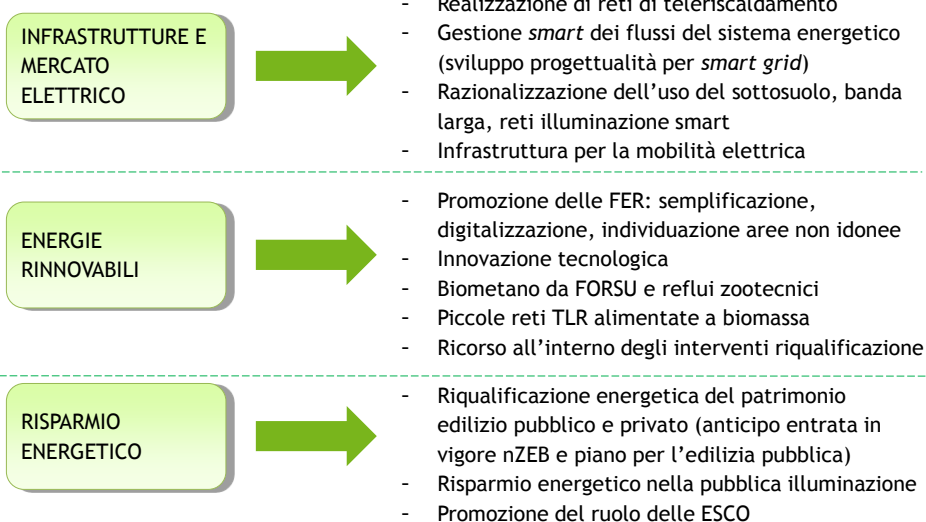 - Realizzazione di reti di teleriscaldamento
INFRASTRUTTURE E
MERCATO
ELETTRICO
- Gestione smart dei flussi del sistema energetico
(sviluppo progettualità per smart grid)
- Razionalizzazione dell'uso del sottosuolo, banda
larga, reti illuminazione smart
- Infrastruttura per la mobilità elettrica
ENERGIE
RINNOVABILI
- Promozione delle FER: semplificazione,
digitalizzazione, individuazione aree non idonee
- Innovazione tecnologica
- Biometano da FORSU e reflui zootecnici
- Piccole reti TLR alimentate a biomassa
- Ricorso all'interno degli interventi riqualificazione
RISPARMIO
ENERGETICO
- Riqualificazione energetica del patrimonio
edilizio pubblico e privato (anticipo entrata in
vigore nZEB e piano per l'edilizia pubblica)
- Risparmio energetico nella pubblica illuminazione
- Promozione del ruolo delle ESCO